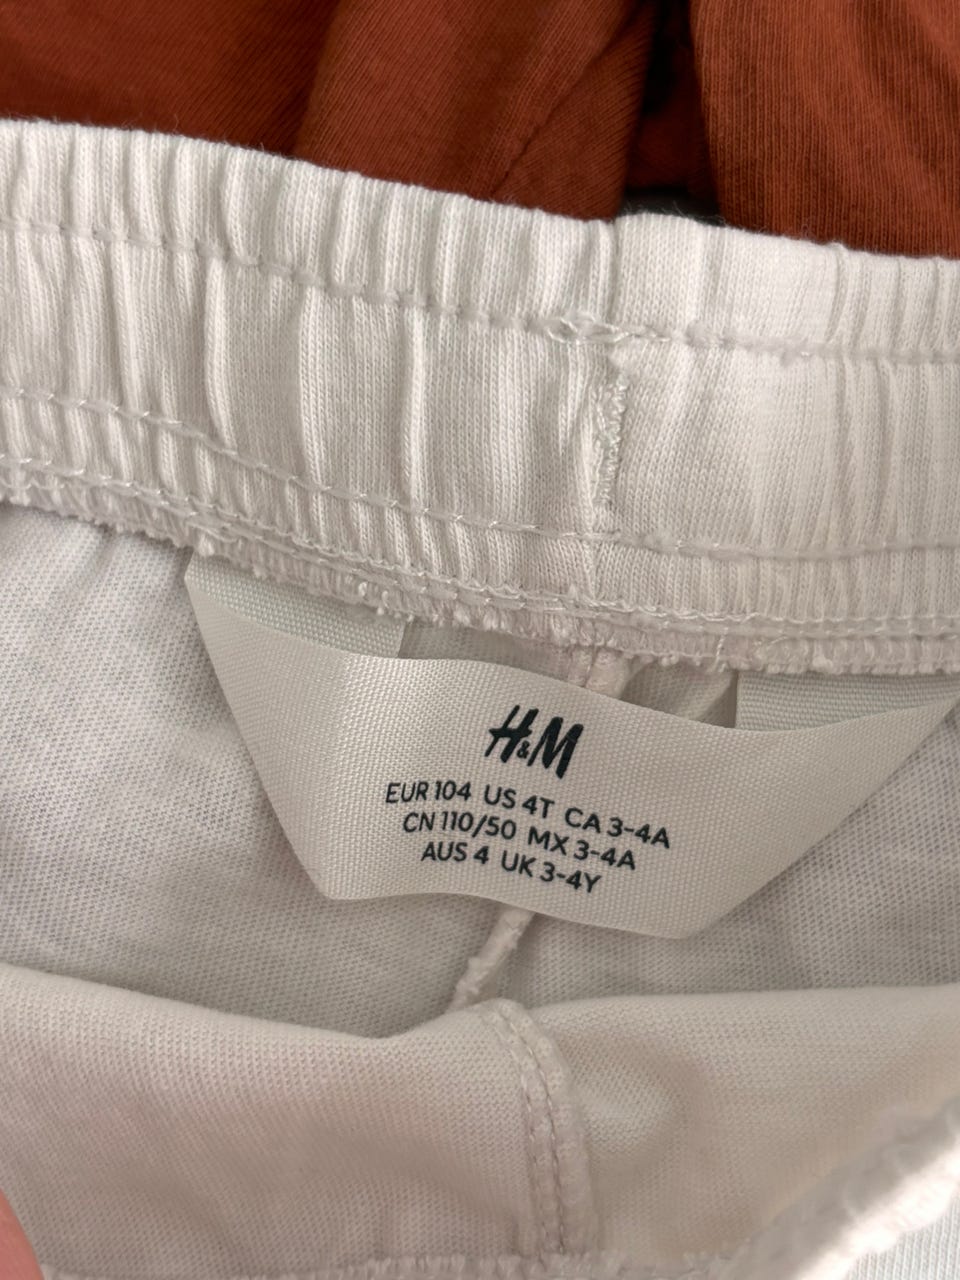 H&M
EUR 104 US 4T CA 3-4A
CN 110/50 MX 3-4A
AUS 4 UK 3-4Y